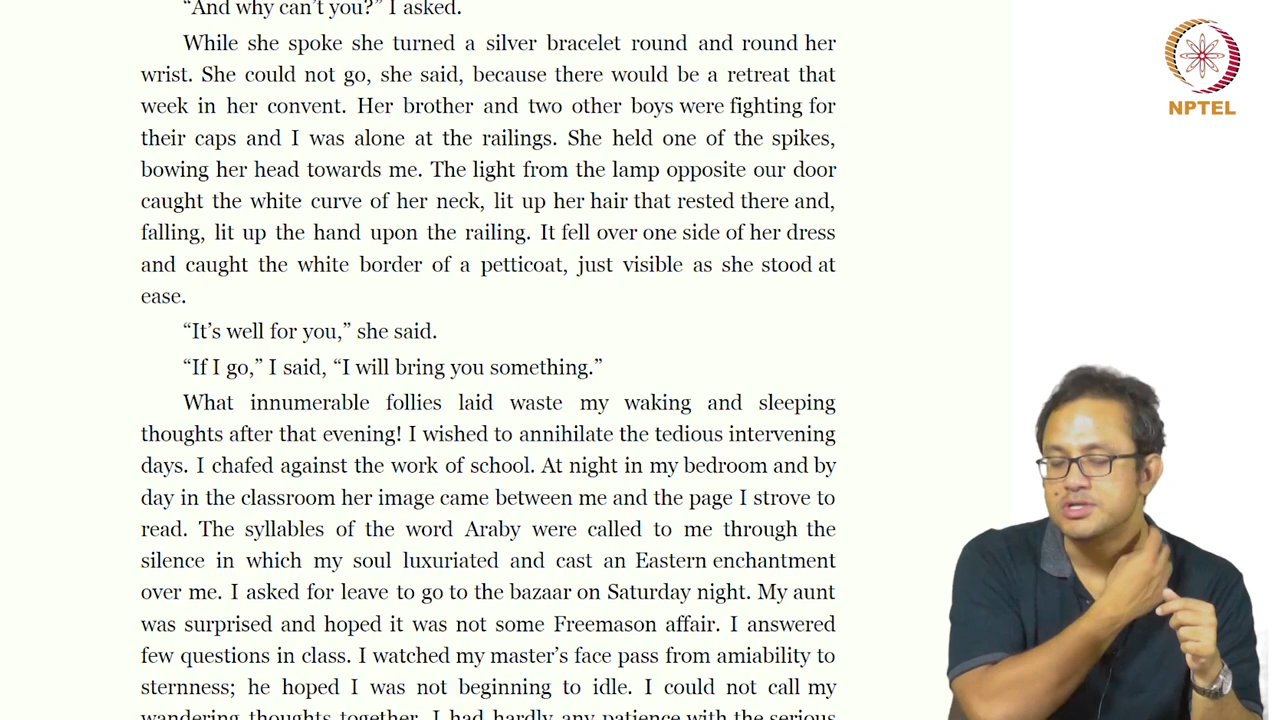 “And why can’t you?” I asked.
While she spoke she turned a silver bracelet round and round her
wrist. She could not go, she said, because there would be a retreat that
week in her convent. Her brother and two other boys were fighting for
their caps and I was alone at the railings. She held one of the spikes,
bowing her head towards me. The light from the lamp opposite our door
caught the white curve of her neck, lit up her hair that rested there and,
falling, lit up the hand upon the railing. It fell over one side of her dress
and caught the white border of a petticoat, just visible as she stood at
ease.
“It’s well for you,” she said.
“If I go,” I said, “I will bring you something.”
What innumerable follies laid waste my waking and sleeping
thoughts after that evening! I wished to annihilate the tedious intervening
days. I chafed against the work of school. At night in my bedroom and by
day in the classroom her image came between me and the page I strove to
read. The syllables of the word Araby were called to me through the
silence in which my soul luxuriated and cast an Eastern enchantment
over me. I asked for leave to go to the bazaar on Saturday night. My aunt
was surprised and hoped it was not some Freemason affair. I answered
few questions in class. I watched my master’s face pass from amiability to
sternness; he hoped I was not beginning to idle. I could not call my
wandering thoughts together. I had hardly any patience with the serious
NPTEL